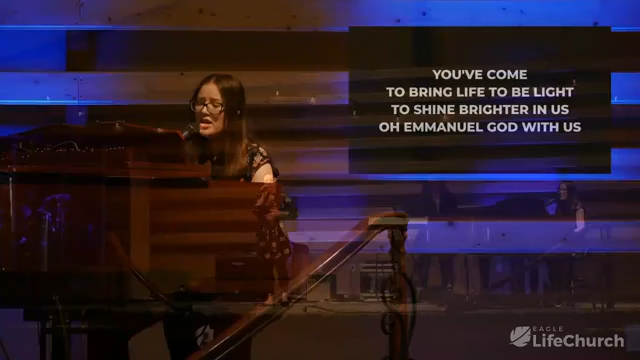 YOU'VE COME
TO BRING LIFE TO BE LIGHT
TO SHINE BRIGHTER IN US
OH EMMANUEL GOD WITH US
EAGLE
LifeChurch